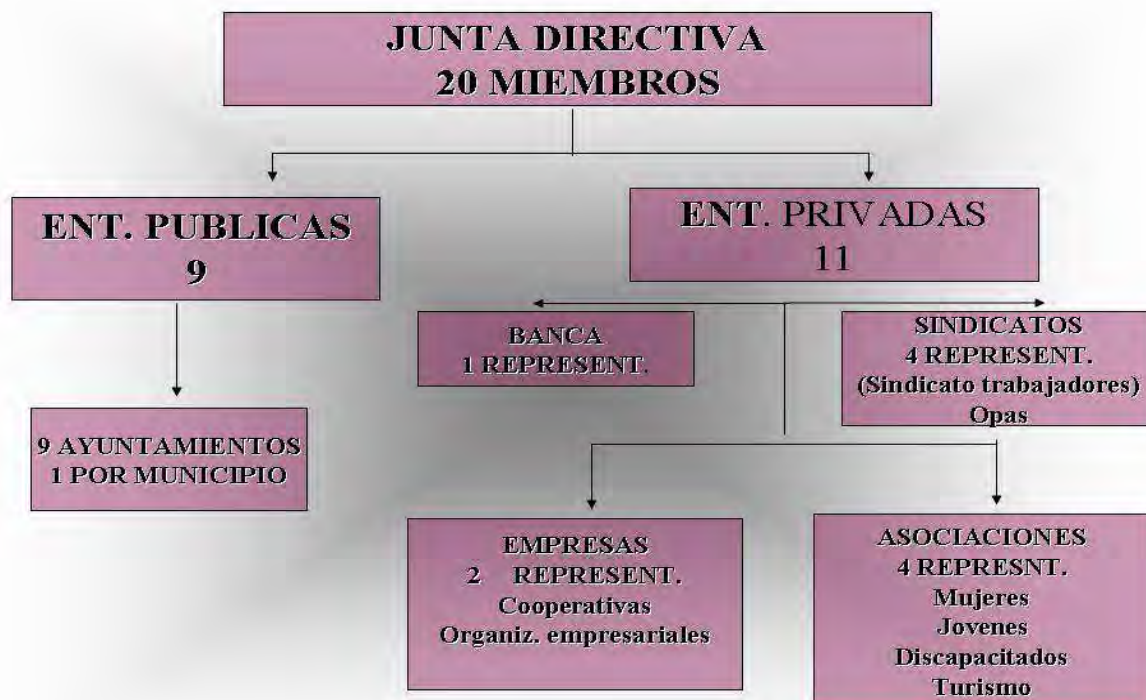 JUNTA DIRECTIVA
20 MIEMBROS
ENT. PUBLICAS
9
ENT. PRIVADAS
11
BANCA
1 REPRESENT.
SINDICATOS
4 REPRESENT.
(Sindicato trabajadores)
Opas
9 AYUNTAMIENTOS
1 POR MUNICIPIO
EMPRESAS
2 REPRESENT.
Cooperativas
Organiz. empresariales
ASOCIACIONES
4 REPRESNT.
Mujeres
Jovenes
Discapacitados
Turismo